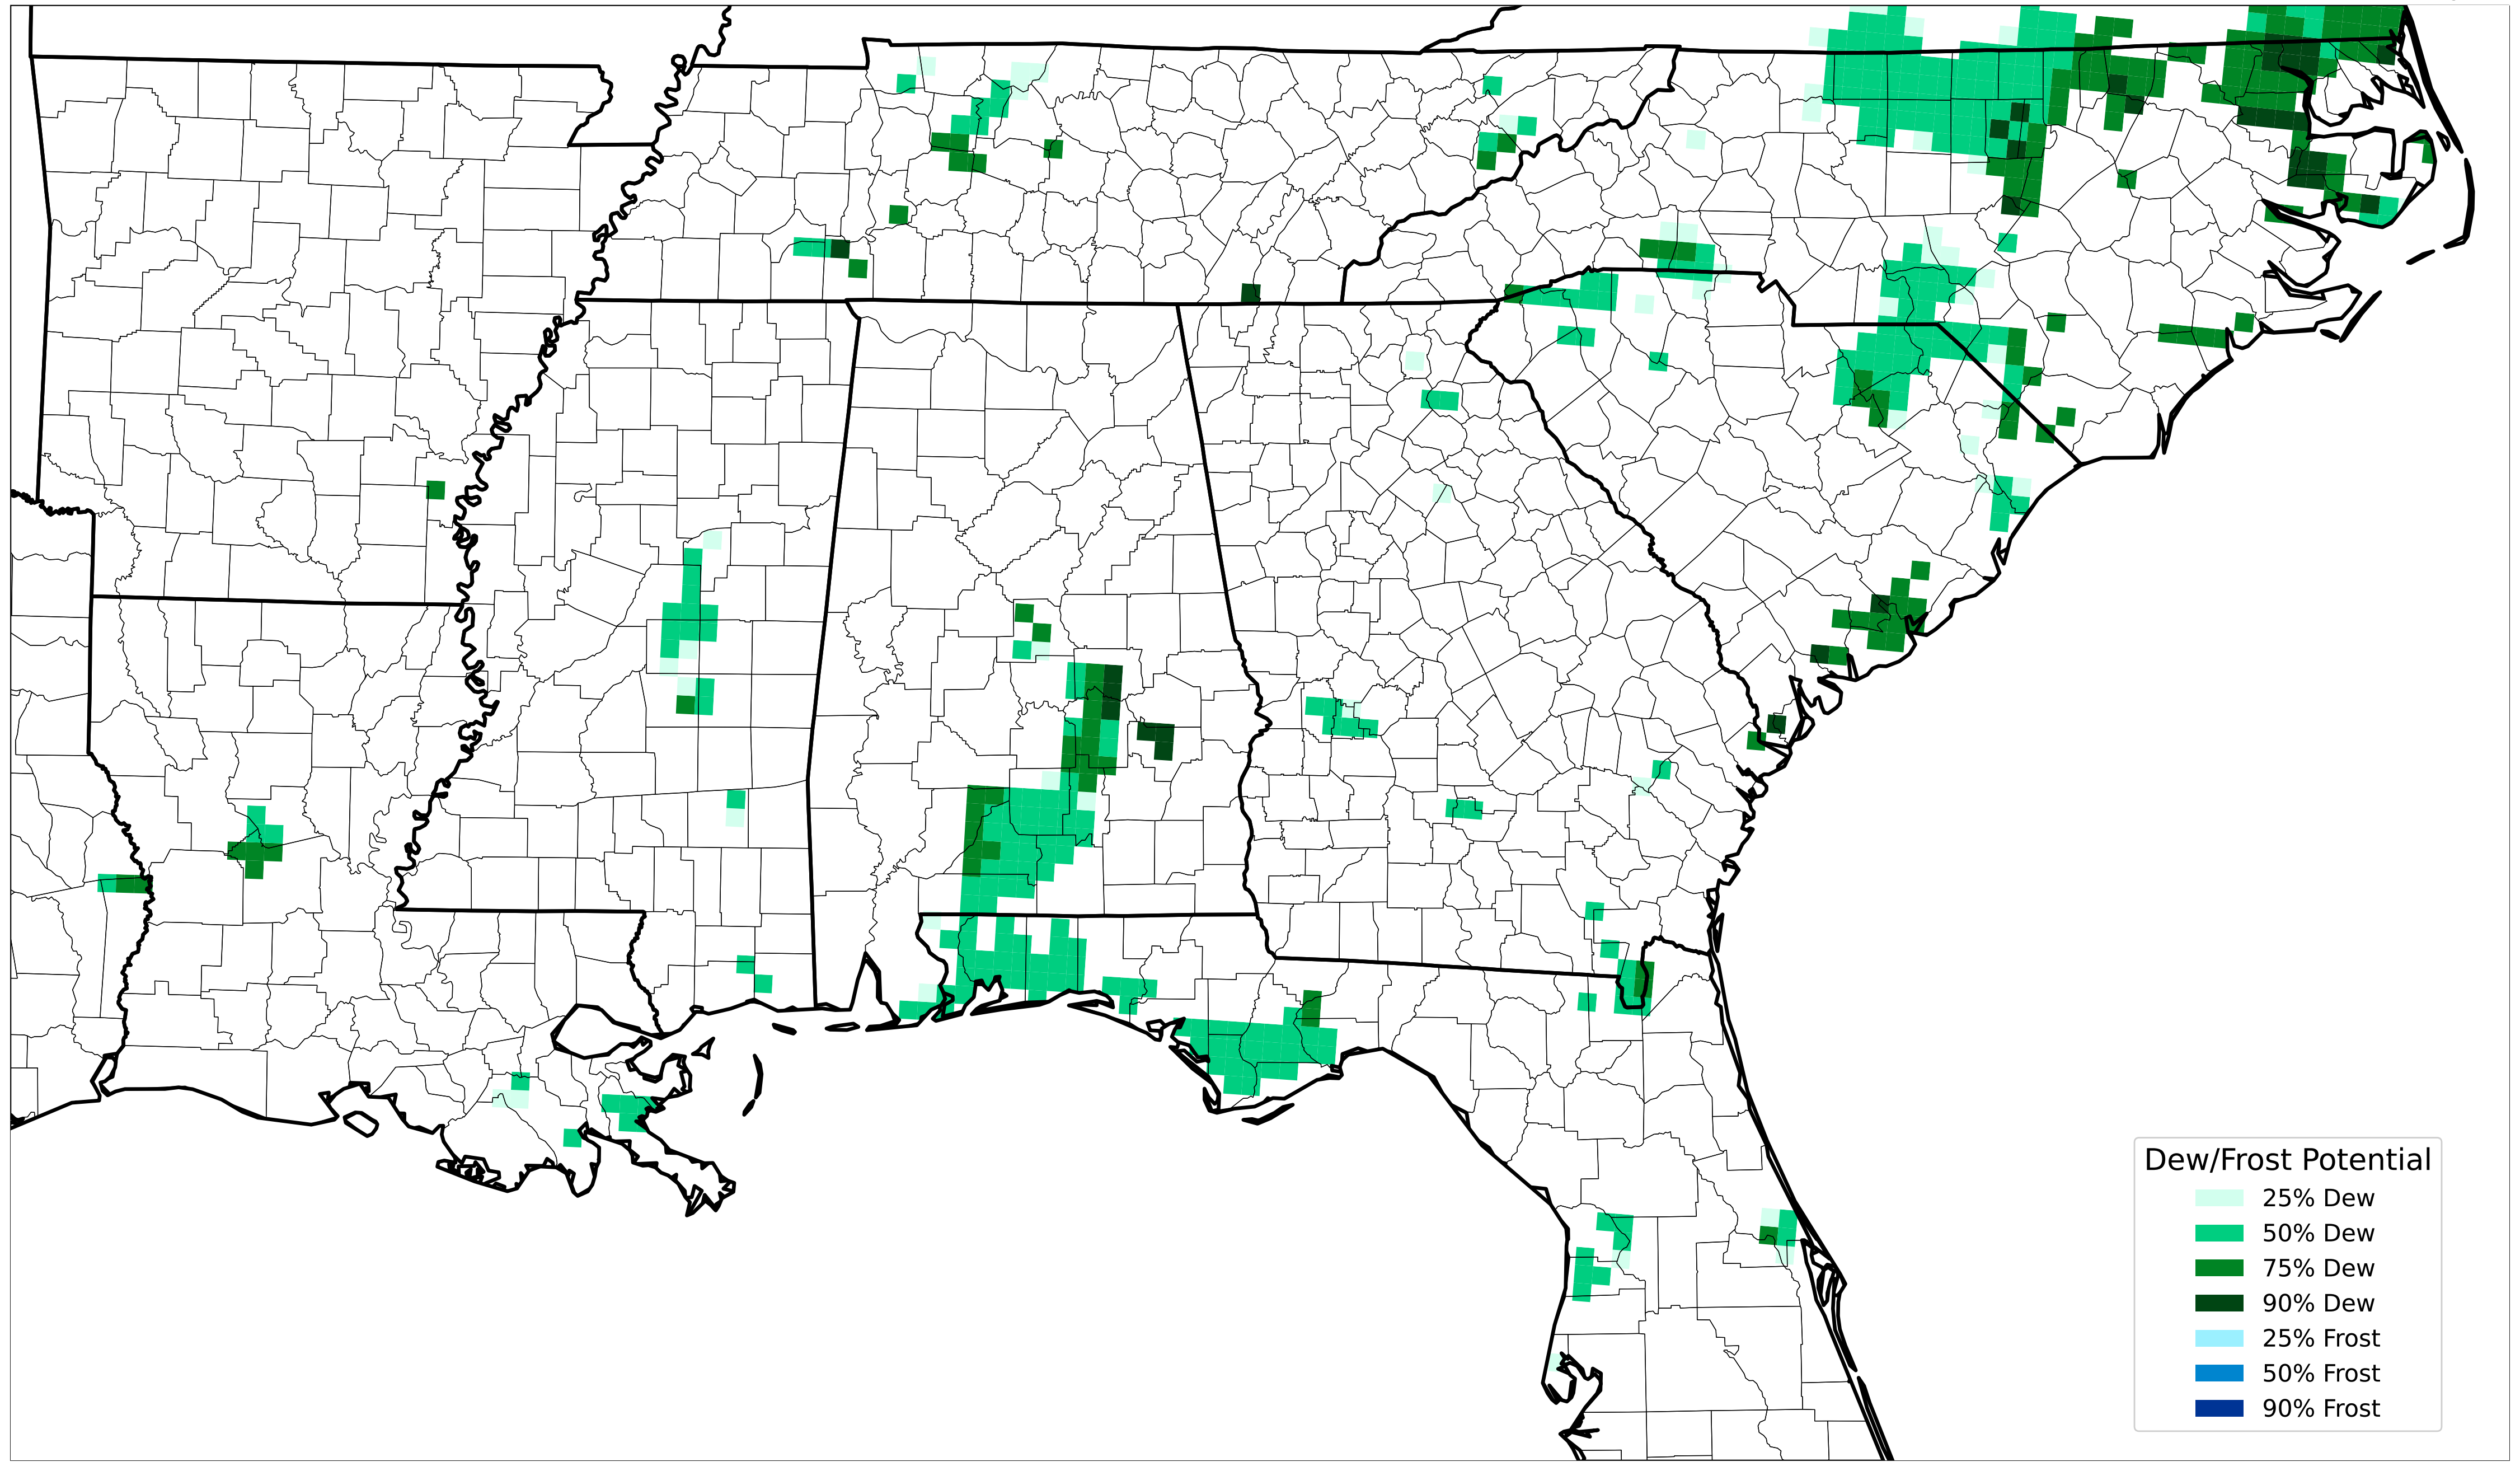 Dew/Frost Potential
25% Dew
50% Dew
75% Dew
90% Dew
25% Frost
50% Frost
90% Frost